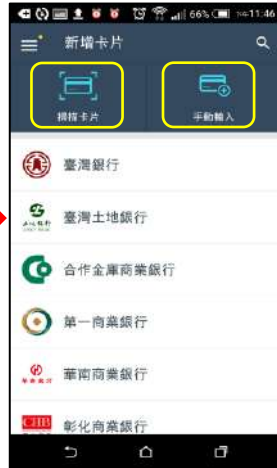 66% 11:46
新增卡片
掃描卡片 手動輸入
臺灣銀行
臺灣土地銀行
合作金庫商業銀行
第一商業銀行
華南商業銀行
CHB 彰化商業銀行